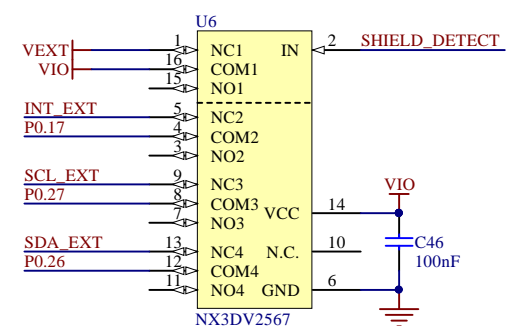 U6
VEXT 1 NC1 IN 2 SHIELD_DETECT
VIO 16 COM1
15 NO1
INT_EXT 5 NC2
P0.17 4 COM2
3 NO2
SCL_EXT 9 NC3
P0.27 8 COM3
7 NO3
VCC 14 VIO
SDA_EXT 13 NC4
N.C. 10 C46
P0.26 12 COM4
100nF
11 NO4
GND 6
NX3DV2567